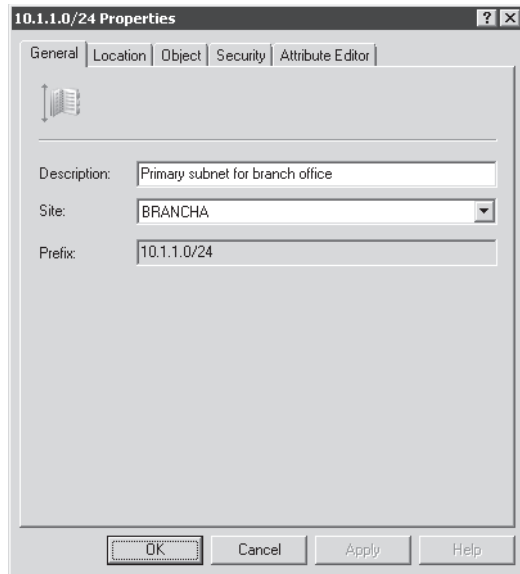 10.1.1.0/24 Properties
General Location Object Security Attribute Editor
Description: Primary subnet for branch office
Site: BRANCHA
Prefix: 10.1.1.0/24
OK Cancel Apply Help